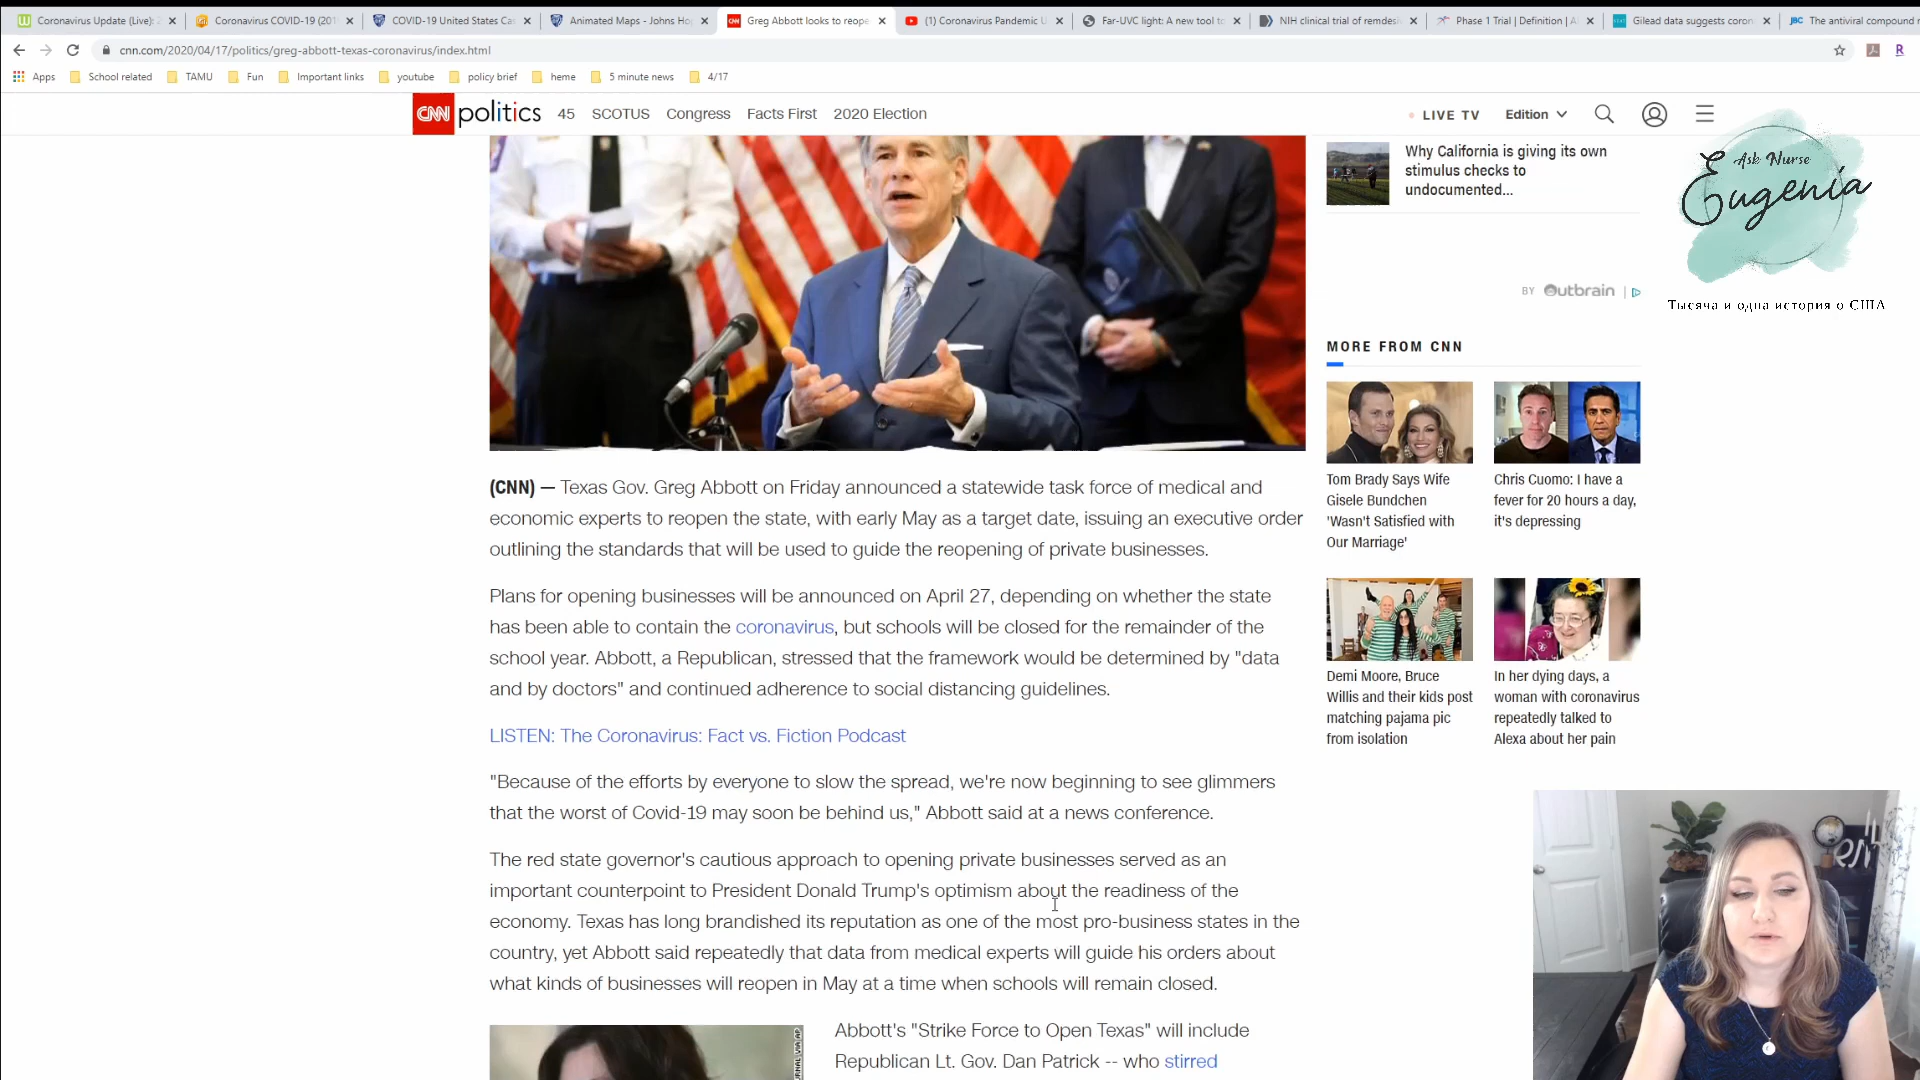 Coronavirus Update (Live):
Coronavirus COVID-19 (201
COVID-19 United States Ca
Animated Maps - Johns Ho
Greg Abbott looks to reope
(1) Coronavirus Pandemic U
Far-UVC light: A new tool to
NIH clinical trial of remdes
Phase 1 Trial | Definition | A
Gilead data suggests coron
JBC The antiviral compound r
cnn.com/2020/04/17/politics/greg-abbott-texas-coronavirus/index.html
Apps School related TAMU Fun Important links youtube policy brief heme 5 minute news 4/17
CNN politics 45 SCOTUS Congress Facts First 2020 Election LIVE TV Edition
Why California is giving its own
stimulus checks to
undocumented...
BY Outbrain
Ask Nurse
Eugenia
Тысяча и одна история о США
MORE FROM CNN
Tom Brady Says Wife
Gisele Bundchen
'Wasn't Satisfied with
Our Marriage'
Chris Cuomo: I have a
fever for 20 hours a day,
it's depressing
Demi Moore, Bruce
Willis and their kids post
matching pajama pic
from isolation
In her dying days, a
woman with coronavirus
repeatedly talked to
Alexa about her pain
(CNN) — Texas Gov. Greg Abbott on Friday announced a statewide task force of medical and
economic experts to reopen the state, with early May as a target date, issuing an executive order
outlining the standards that will be used to guide the reopening of private businesses.
Plans for opening businesses will be announced on April 27, depending on whether the state
has been able to contain the coronavirus, but schools will be closed for the remainder of the
school year. Abbott, a Republican, stressed that the framework would be determined by "data
and by doctors" and continued adherence to social distancing guidelines.
LISTEN: The Coronavirus: Fact vs. Fiction Podcast
"Because of the efforts by everyone to slow the spread, we're now beginning to see glimmers
that the worst of Covid-19 may soon be behind us," Abbott said at a news conference.
The red state governor's cautious approach to opening private businesses served as an
important counterpoint to President Donald Trump's optimism about the readiness of the
economy. Texas has long brandished its reputation as one of the most pro-business states in the
country, yet Abbott said repeatedly that data from medical experts will guide his orders about
what kinds of businesses will reopen in May at a time when schools will remain closed.
Abbott's "Strike Force to Open Texas" will include
Republican Lt. Gov. Dan Patrick -- who stirred